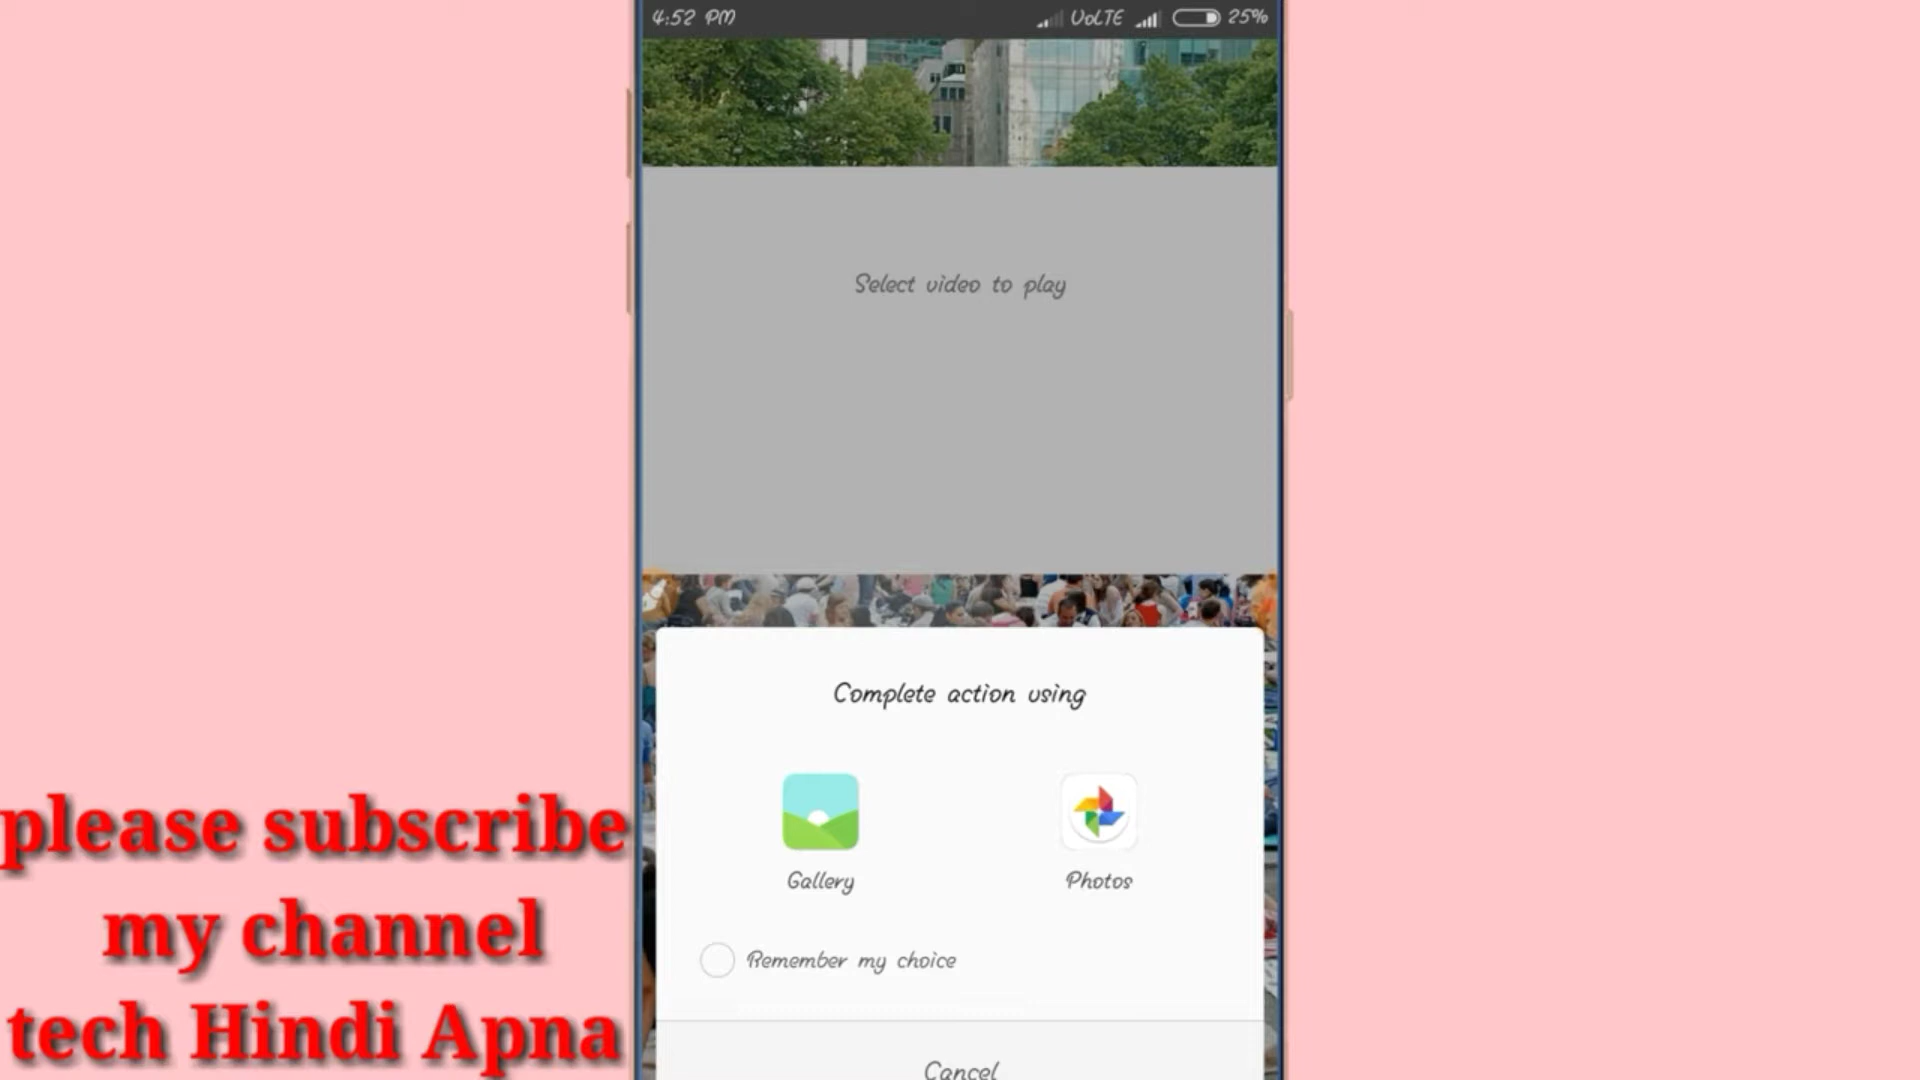 4:52 PM VoLTE 25%
Select video to play
Complete action using
Gallery Photos
Remember my choice
Cancel
please subscribe
my channel
tech Hindi Apna